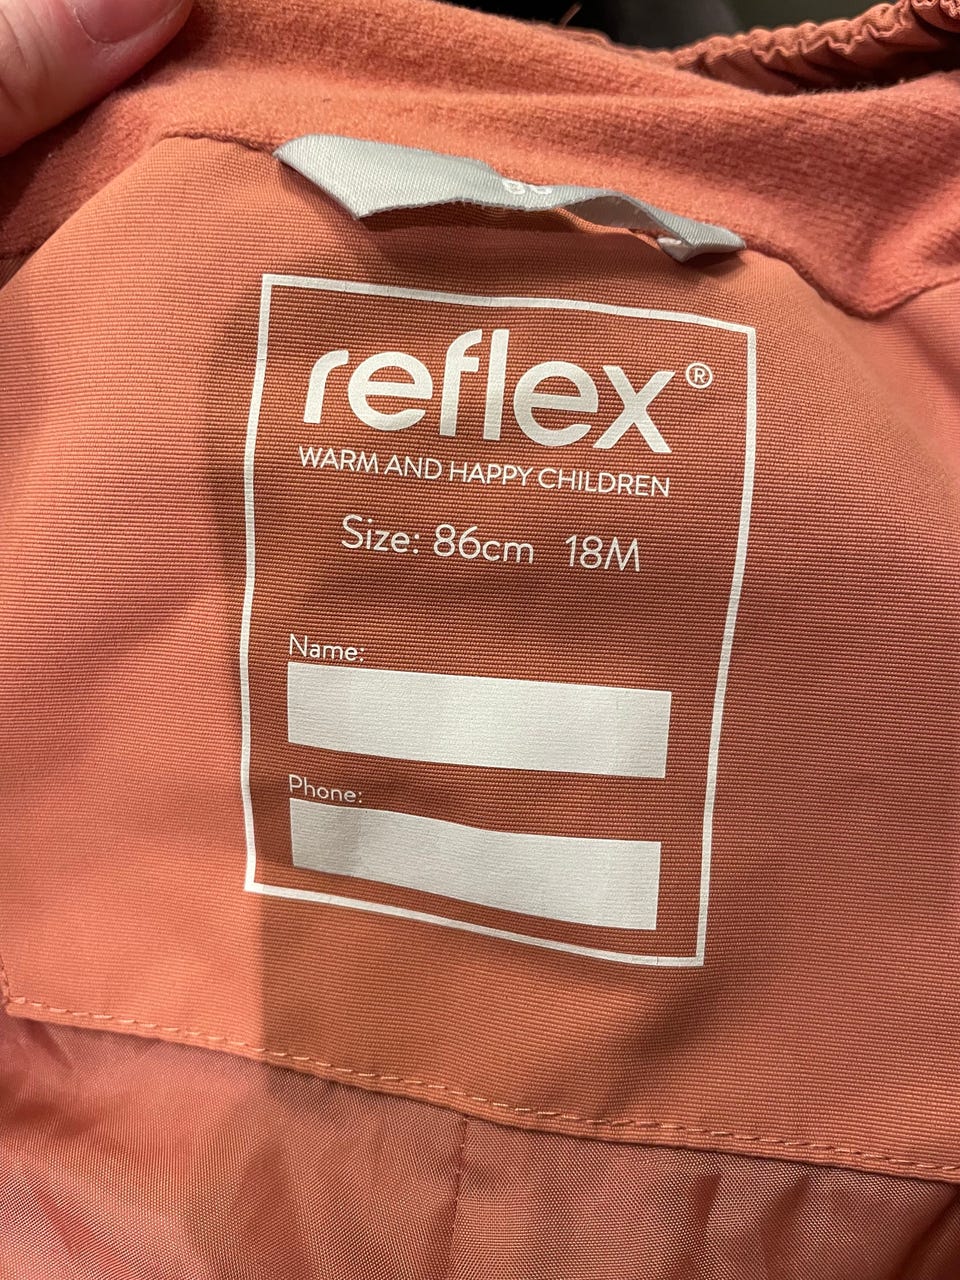 reflex®
WARM AND HAPPY CHILDREN
Size: 86cm 18M
Name:
Phone: